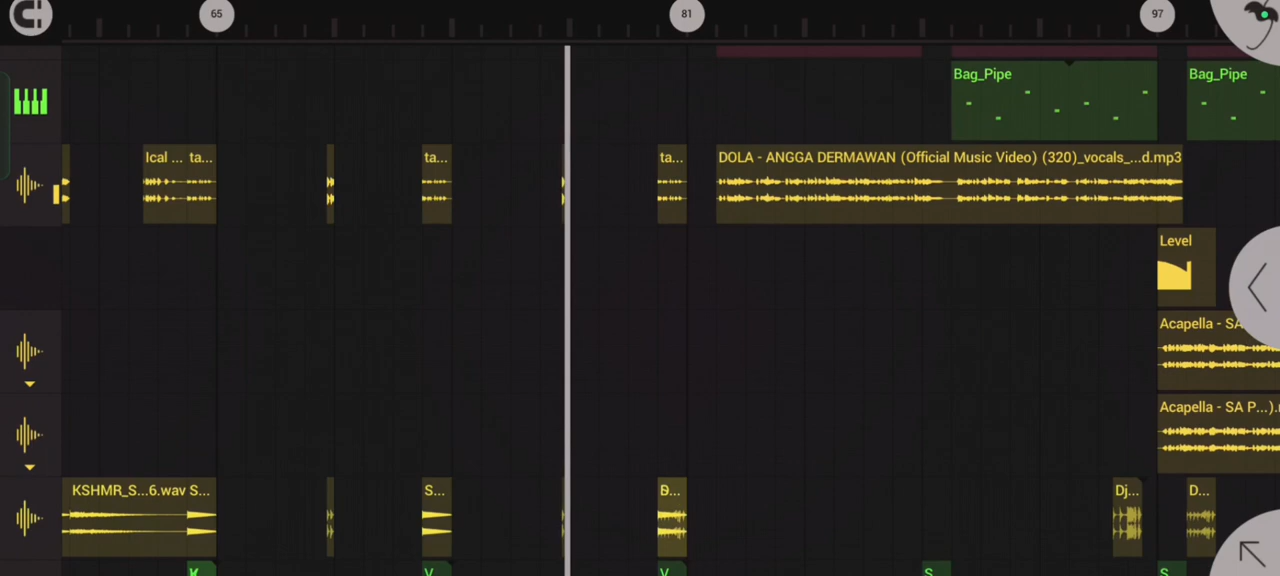 65 81 97
Bag_Pipe Bag_Pipe
Ical ... ta... ta... ta... DOLA - ANGGA DERMAWAN (Official Music Video) (320)_vocals_...d.mp3
Level
Acapella - SA
Acapella - SA P...).
KSHMR_S...6.wav S... S... Dj... D...
V V S S